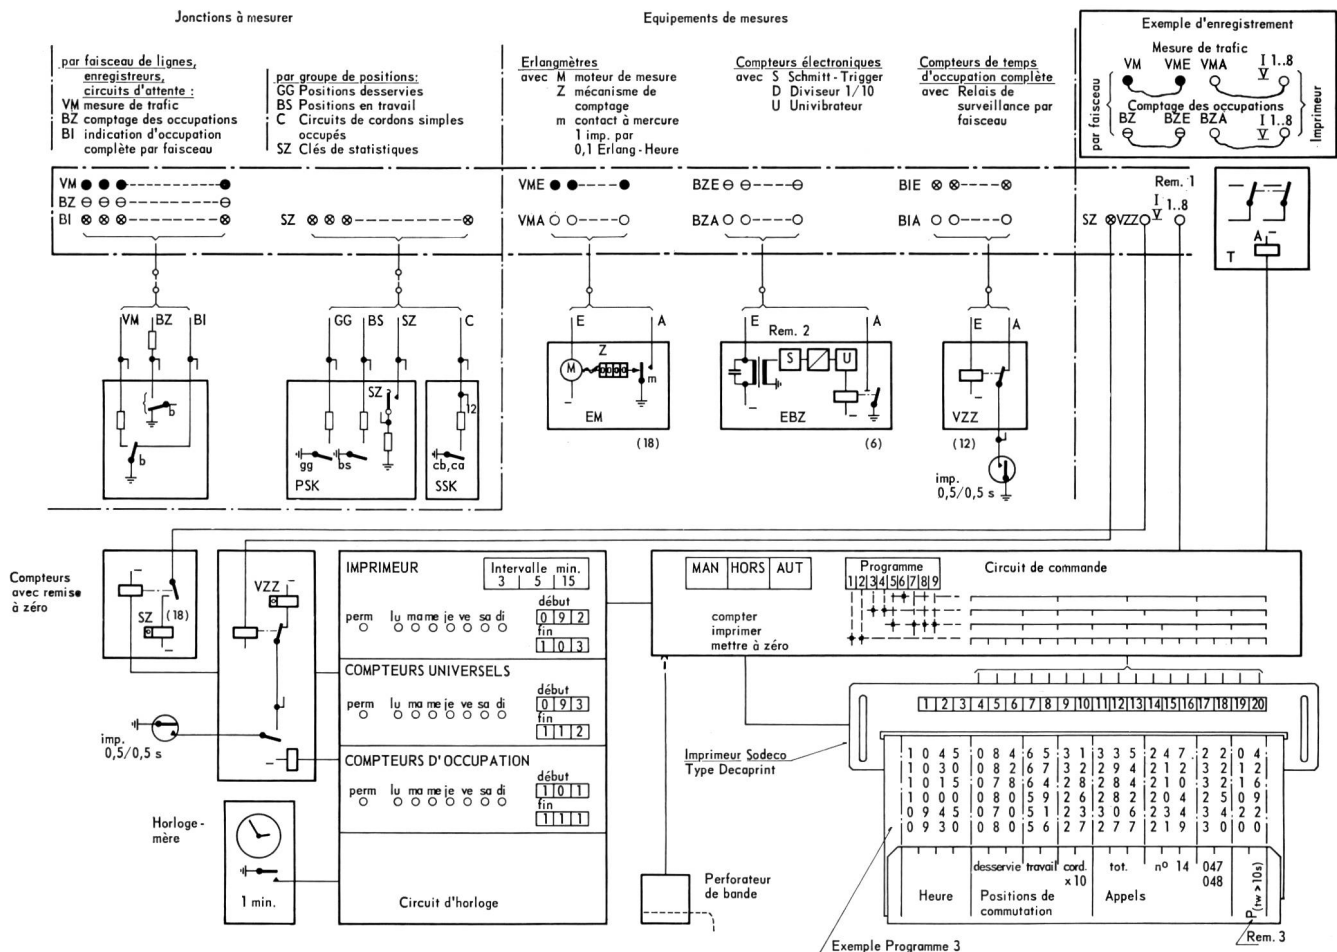 Jonctions à mesurer
par faisceau de lignes,
enregistreurs,
circuits d'attente :
VM mesure de trafic
BZ comptage des occupations
BI indication d'occupation
complète par faisceau
par groupe de positions:
GG Positions desservies
BS Positions en travail
C Circuits de cordons simples
occupés
SZ Clés de statistiques
Equipements de mesures
Erlangmètres
avec M moteur de mesure
Z mécanisme de
comptage
m contact à mercure
1 imp. par
0,1 Erlang - Heure
Compteurs électroniques
avec S Schmitt - Trigger
D Diviseur 1/10
U Univibrateur
Compteurs de temps
d'occupation complète
avec Relais de
surveillance par
faisceau
Exemple d'enregistrement
Mesure de trafic
VM VME VMA I 1..8
V
Comptage des occupations
BZ BZE BZA I 1..8
V
par faisceau
Imprimeur
VM
BZ
BI
SZ
VME
VMA
BZE
BZA
BIE
BIA
Rem. 1
SZ VZZ I 1..8
V
A
T
VM BZ BI
b
b
GG BS SZ C
SZ
gg bs
PSK
12
cb, ca
SSK
E A
Z
M
m
EM
(18)
E Rem. 2 A
S U
EBZ
(6)
E A
VZZ
(12)
imp.
0,5/0,5 s
Compteurs
avec remise
à zéro
SZ (18)
VZZ
imp.
0,5/0,5 s
Horloge-
mère
1 min.
IMPRIMEUR
Intervalle min.
3 5 15
perm lu ma me je ve sa di
début
0 9 2
fin
1 0 3
COMPTEURS UNIVERSELS
perm lu ma me je ve sa di
début
0 9 3
fin
1 1 2
COMPTEURS D'OCCUPATION
perm lu ma me je ve sa di
début
1 0 1
fin
1 1 1
Circuit d'horloge
MAN HORS AUT
Programme
1 2 3 4 5 6 7 8 9
Circuit de commande
compter
imprimer
mettre à zéro
Imprimeur Sodeco
Type Decaprint
1 2 3 4 5 6 7 8 9 10 11 12 13 14 15 16 17 18 19 20
1 0 4 5 0 8 4 6 5 3 1 3 3 5 2 4 7 2 2 0 4
1 0 3 0 0 8 2 6 7 3 2 2 9 4 2 1 2 3 2 1 2
1 0 1 5 0 7 8 6 4 2 8 2 8 4 2 1 0 3 2 1 6
1 0 0 0 0 8 0 5 9 2 6 2 8 2 2 0 4 2 5 0 9
0 9 4 5 0 7 0 5 1 2 3 3 0 6 2 3 4 3 4 2 2
0 9 3 0 0 8 0 5 6 2 7 2 7 7 2 1 9 3 0 0 0
desservie travail cord. tot. nº 14 047
x 10 048
Heure Positions de Appels
commutation
P(tw > 10s)
Rem. 3
Perforateur
de bande
Exemple Programme 3